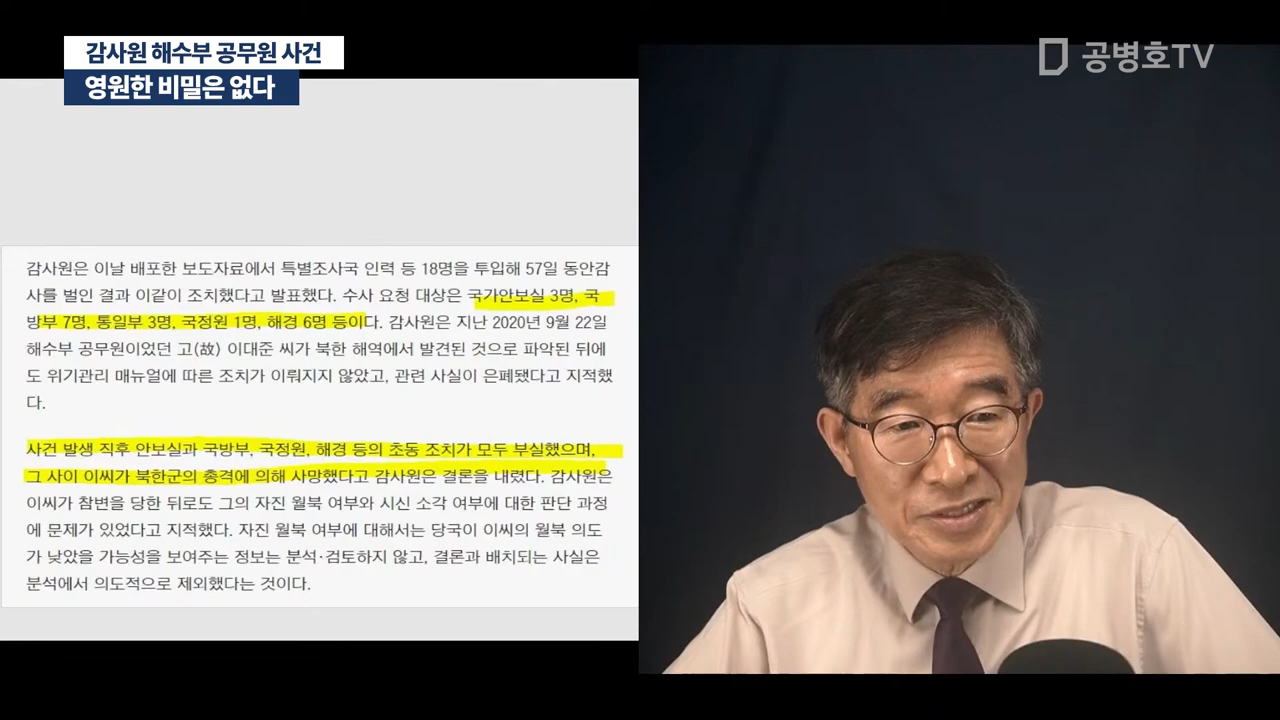 감사원 해수부 공무원 사건
영원한 비밀은 없다
공병호TV
감사원은 이날 배포한 보도자료에서 특별조사국 인력 등 18명을 투입해 57일 동안감
사를 벌인 결과 이같이 조치했다고 발표했다. 수사 요청 대상은 국가안보실 3명, 국
방부 7명, 통일부 3명, 국정원 1명, 해경 6명 등이다. 감사원은 지난 2020년 9월 22일
해수부 공무원이었던 고(故) 이대준 씨가 북한 해역에서 발견된 것으로 파악된 뒤에
도 위기관리 매뉴얼에 따른 조치가 이뤄지지 않았고, 관련 사실이 은폐됐다고 지적했
다.
사건 발생 직후 안보실과 국방부, 국정원, 해경 등의 초동 조치가 모두 부실했으며,
그 사이 이씨가 북한군의 총격에 의해 사망했다고 감사원은 결론을 내렸다. 감사원은
이씨가 참변을 당한 뒤로도 그의 자진 월북 여부와 시신 소각 여부에 대한 판단 과정
에 문제가 있었다고 지적했다. 자진 월북 여부에 대해서는 당국이 이씨의 월북 의도
가 낮았을 가능성을 보여주는 정보는 분석·검토하지 않고, 결론과 배치되는 사실은
분석에서 의도적으로 제외했다는 것이다.